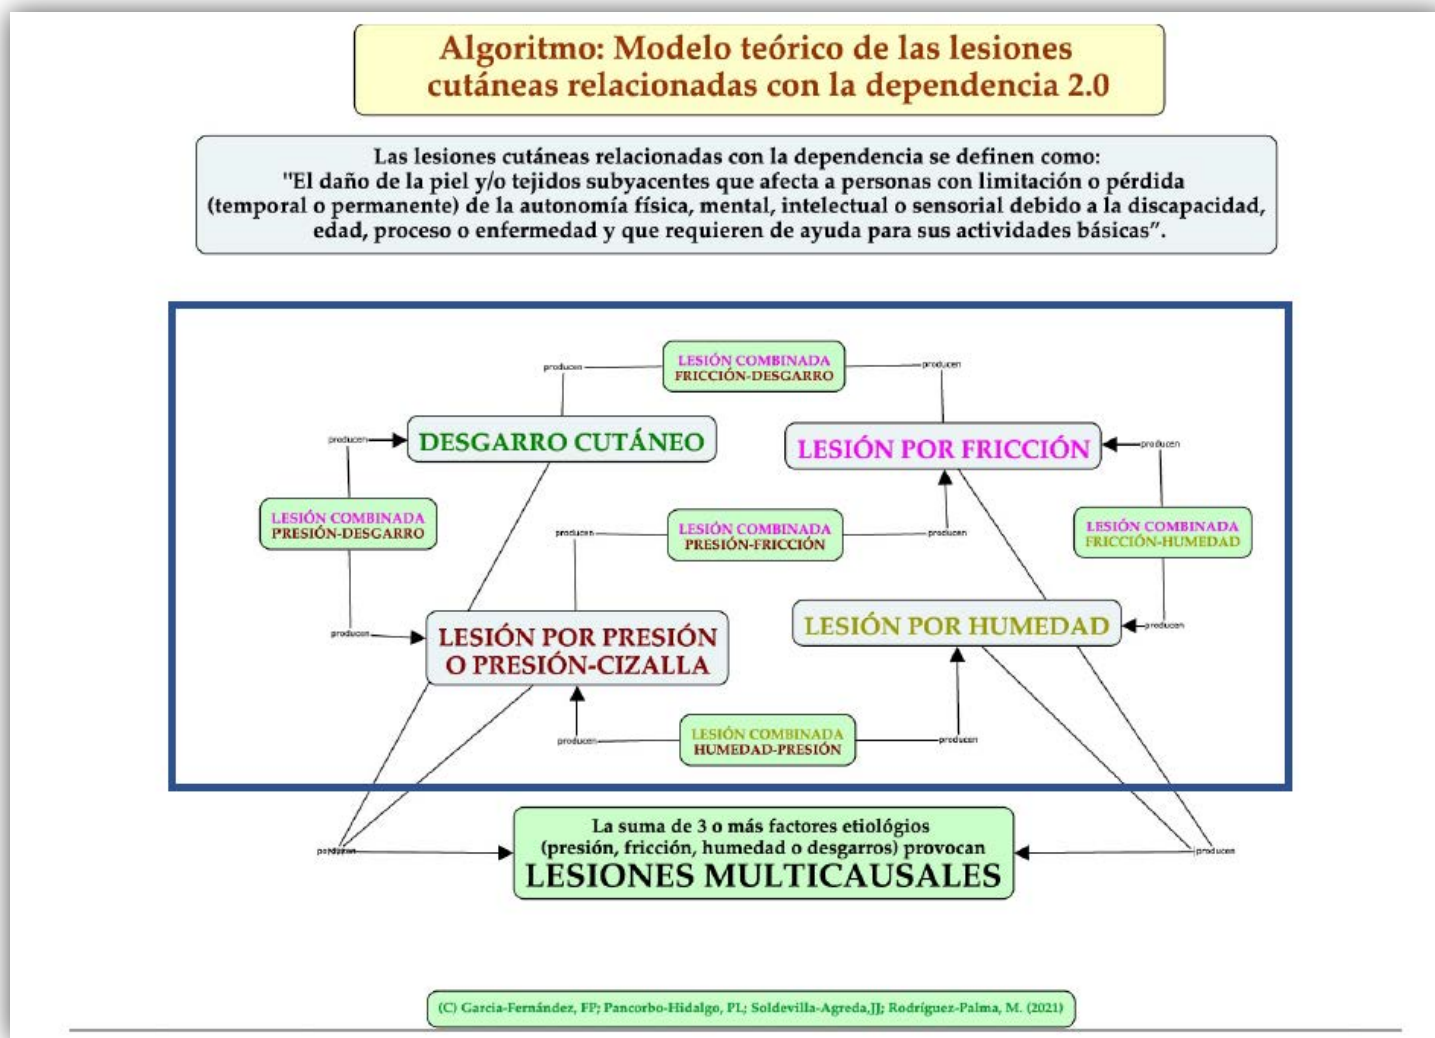 Algoritmo: Modelo teórico de las lesiones
cutáneas relacionadas con la dependencia 2.0
Las lesiones cutáneas relacionadas con la dependencia se definen como:
"El daño de la piel y/o tejidos subyacentes que afecta a personas con limitación o pérdida
(temporal o permanente) de la autonomía física, mental, intelectual o sensorial debido a la discapacidad,
edad, proceso o enfermedad y que requieren de ayuda para sus actividades básicas”.
producen
LESIÓN COMBINADA
FRICCIÓN-DESGARRO
producen
producen
DESGARRO CUTÁNEO
LESIÓN POR FRICCIÓN
producen
LESIÓN COMBINADA
PRESIÓN-DESGARRO
producen
LESIÓN COMBINADA
PRESIÓN-FRICCIÓN
producen
LESIÓN COMBINADA
FRICCIÓN-HUMEDAD
producen
LESIÓN POR PRESIÓN
O PRESIÓN-CIZALLA
LESIÓN POR HUMEDAD
producen
producen
LESIÓN COMBINADA
HUMEDAD-PRESIÓN
producen
La suma de 3 o más factores etiológios
(presión, fricción, humedad o desgarros) provocan
LESIONES MULTICAUSALES
producen
(C) Garcia-Fernández, FP; Pancorbo-Hidalgo, PL; Soldevilla-Agreda,JJ; Rodríguez-Palma, M. (2021)